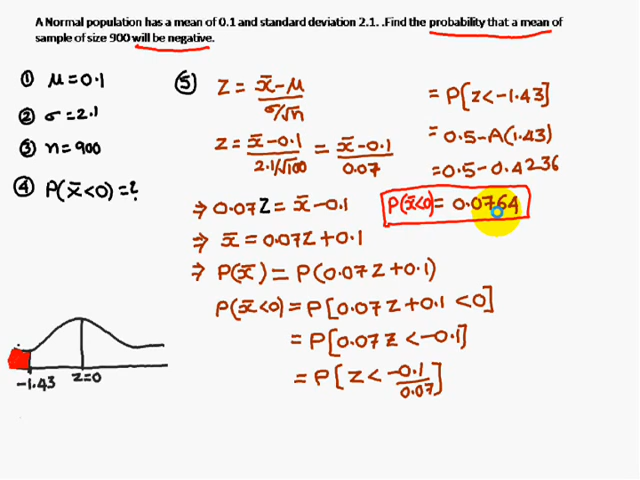 A Normal population has a mean of 0.1 and standard deviation 2.1. .Find the probability that a mean of
sample of size 900 will be negative.
① μ=0.1
② σ=2.1
③ n=900
④ P(x̄<0)=?
⑤ Z = x̄-μ / σ/√n
Z = x̄-0.1 / 2.1/√100 = x̄-0.1 / 0.07
⇒ 0.07Z = x̄-0.1
⇒ x̄ = 0.07Z+0.1
⇒ P(x̄) = P(0.07Z+0.1)
P(x̄<0) = P[0.07Z+0.1<0]
= P[0.07Z<-0.1]
= P[Z< -0.1/0.07]
= P[Z<-1.43]
= 0.5-A(1.43)
=0.5-0.4236
P(x̄<0) = 0.0764
-1.43 Z=0